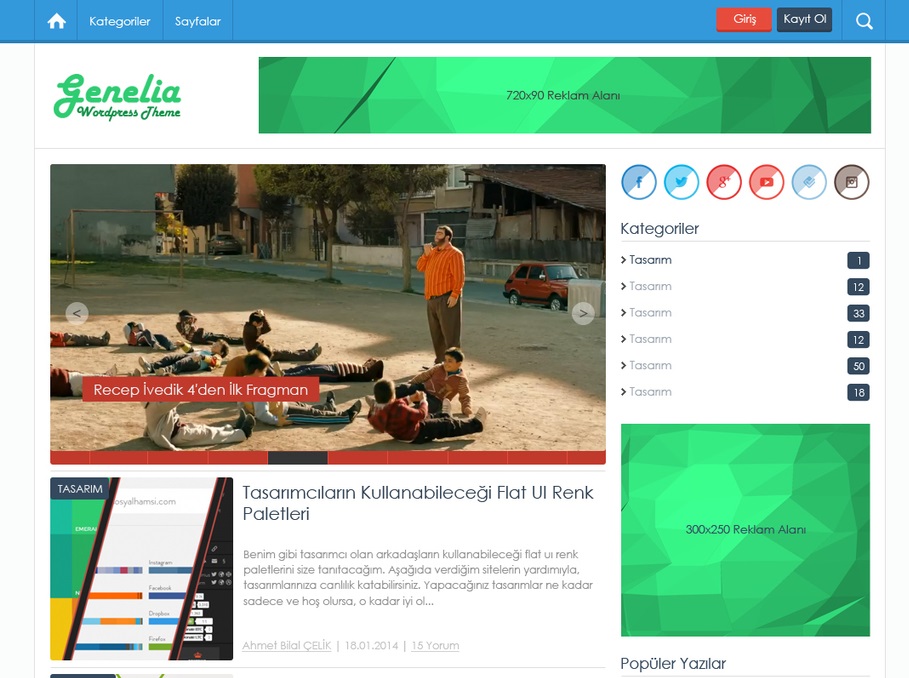 Kategoriler
Sayfalar
Giriş
Kayıt Ol
Genelia
Wordpress Theme
720x90 Reklam Alanı
<
>
Recep İvedik 4'den İlk Fragman
Kategoriler
Tasarım 1
Tasarım 12
Tasarım 33
Tasarım 12
Tasarım 50
Tasarım 18
300x250 Reklam Alanı
Popüler Yazılar
TASARIM
osyalhamsi.com
Instagram
Facebook
Dropbox
Firefox
Tasarımcıların Kullanabileceği Flat UI Renk
Paletleri
Benim gibi tasarımcı olan arkadaşların kullanabileceği flat uı renk
paletlerini size tanıtacağım. Aşağıda verdiğim sitelerin yardımıyla,
tasarımlarınıza canlılık katabilirsiniz. Yapacağınız tasarımlar ne kadar
sadece ve hoş olursa, o kadar iyi ol...
Ahmet Bilal ÇELİK | 18.01.2014 | 15 Yorum